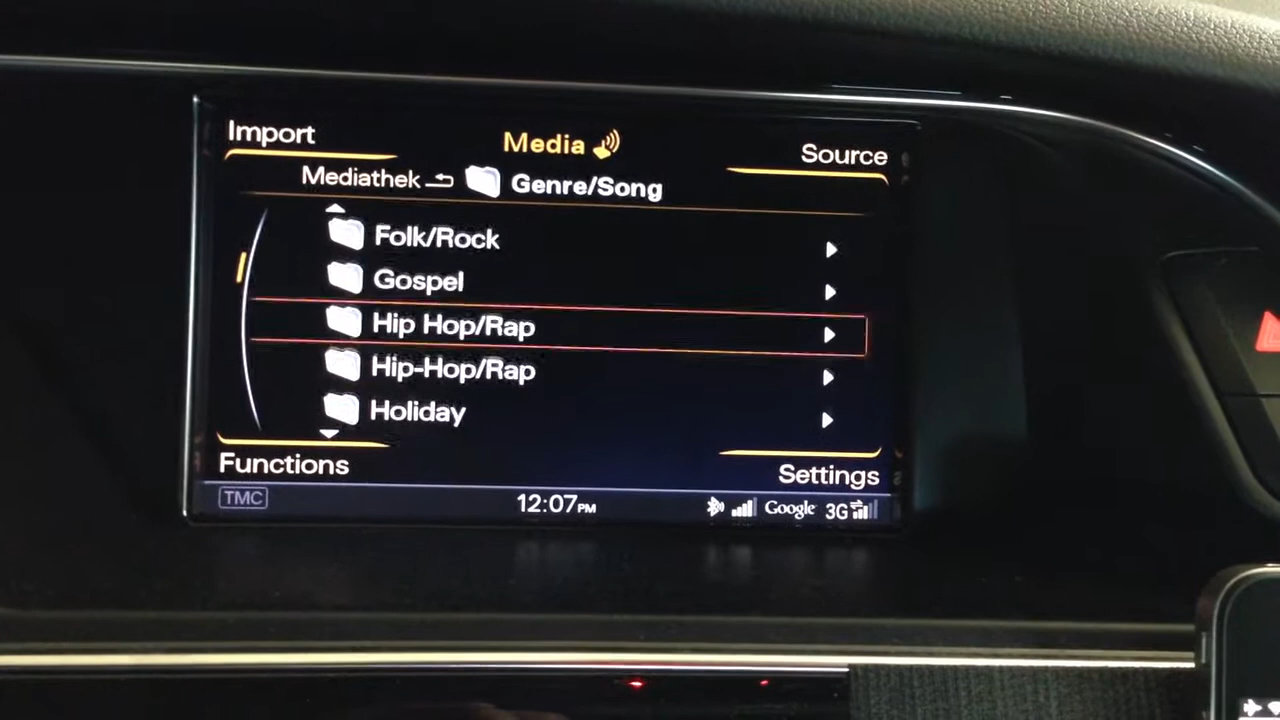 Import
Media
Source
Mediathek Genre/Song
Folk/Rock
Gospel
Hip Hop/Rap
Hip-Hop/Rap
Holiday
Functions
Settings
TMC
12:07PM
Google 3G